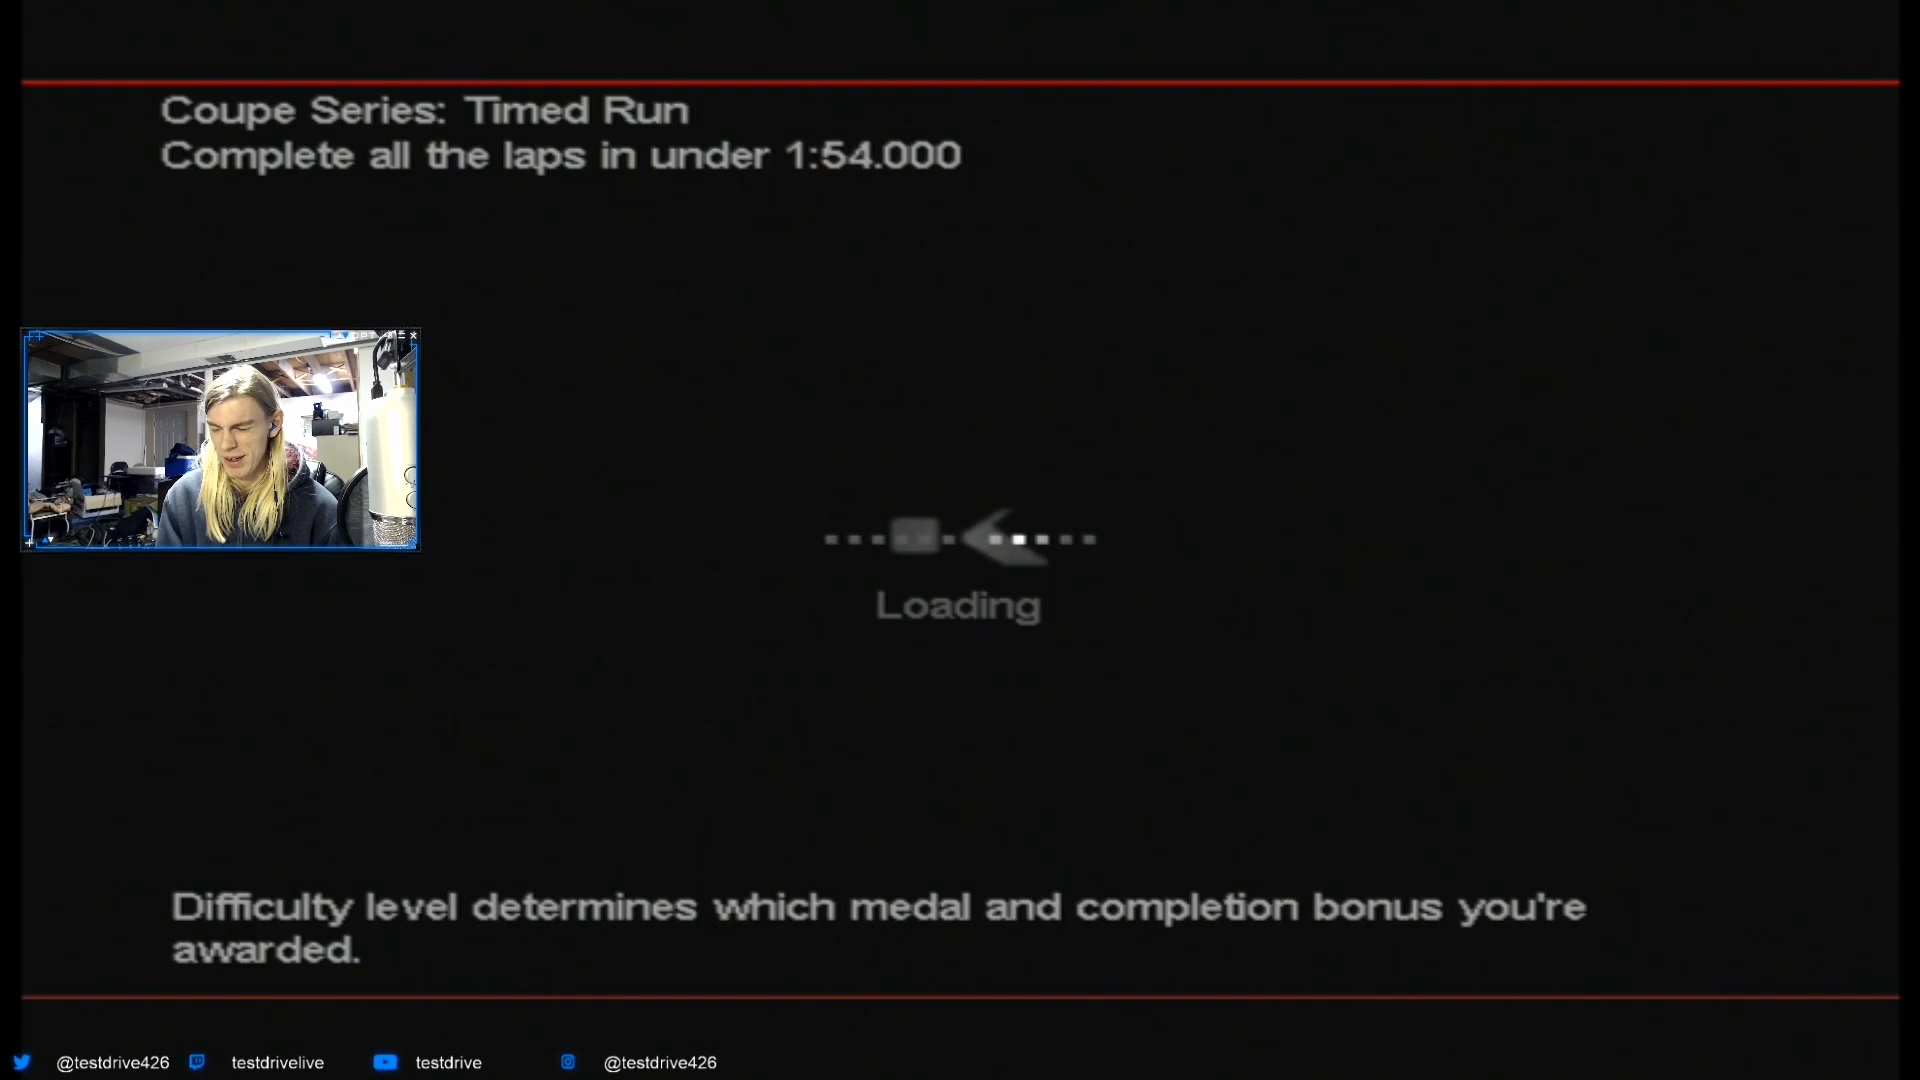 Coupe Series: Timed Run
Complete all the laps in under 1:54.000
Loading
Difficulty level determines which medal and completion bonus you're
awarded.
@testdrive426 testdrivelive testdrive @testdrive426